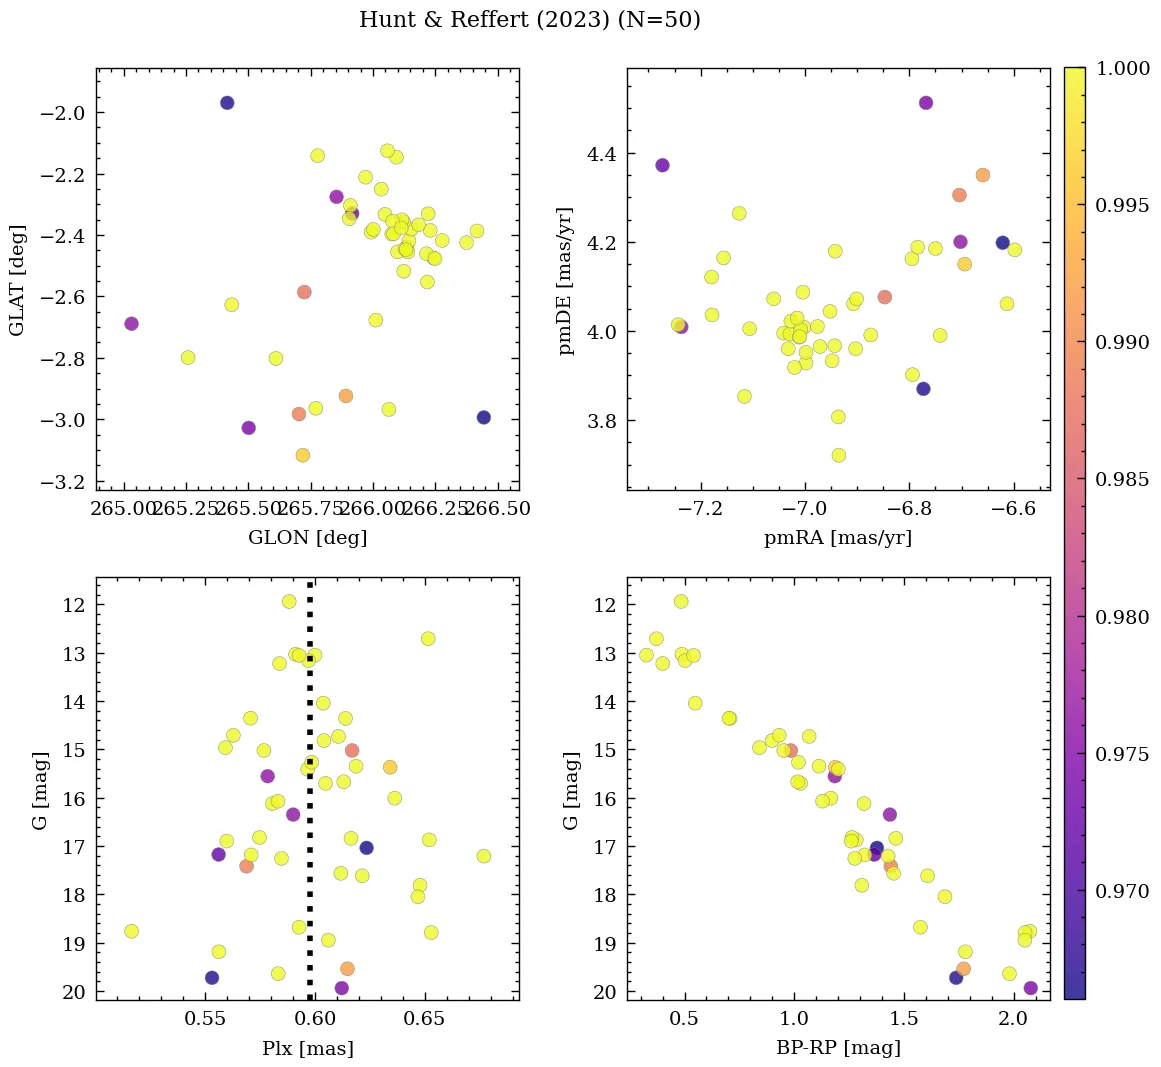 Hunt & Reffert (2023) (N=50)
−2.0
−2.2
−2.4
−2.6
−2.8
−3.0
−3.2
GLAT [deg]
265.00 265.25 265.50 265.75 266.00 266.25 266.50
GLON [deg]
4.4
4.2
4.0
3.8
pmDE [mas/yr]
−7.2 −7.0 −6.8 −6.6
pmRA [mas/yr]
1.000
0.995
0.990
0.985
0.980
0.975
0.970
12
13
14
15
16
17
18
19
20
G [mag]
0.55 0.60 0.65
Plx [mas]
12
13
14
15
16
17
18
19
20
G [mag]
0.5 1.0 1.5 2.0
BP-RP [mag]